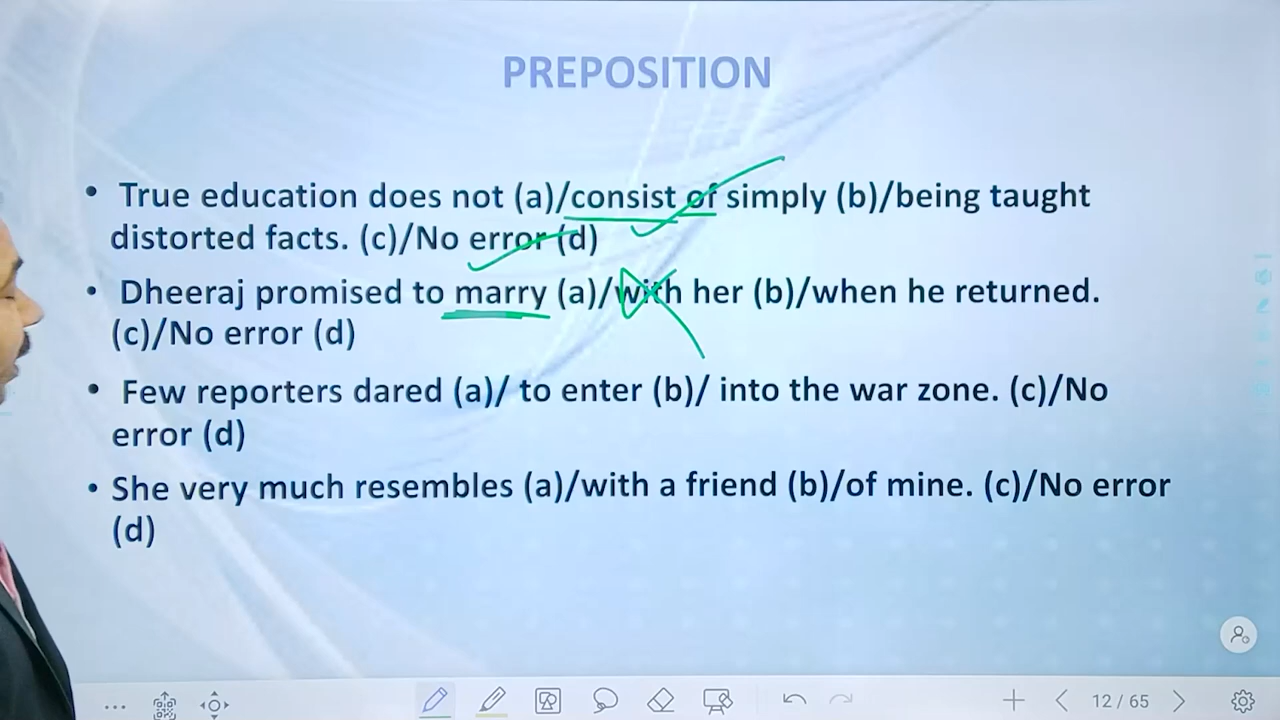 PREPOSITION
• True education does not (a)/consist of simply (b)/being taught
distorted facts. (c)/No error (d)
• Dheeraj promised to marry (a)/with her (b)/when he returned.
(c)/No error (d)
• Few reporters dared (a)/ to enter (b)/ into the war zone. (c)/No
error (d)
• She very much resembles (a)/with a friend (b)/of mine. (c)/No error
(d)
12 / 65